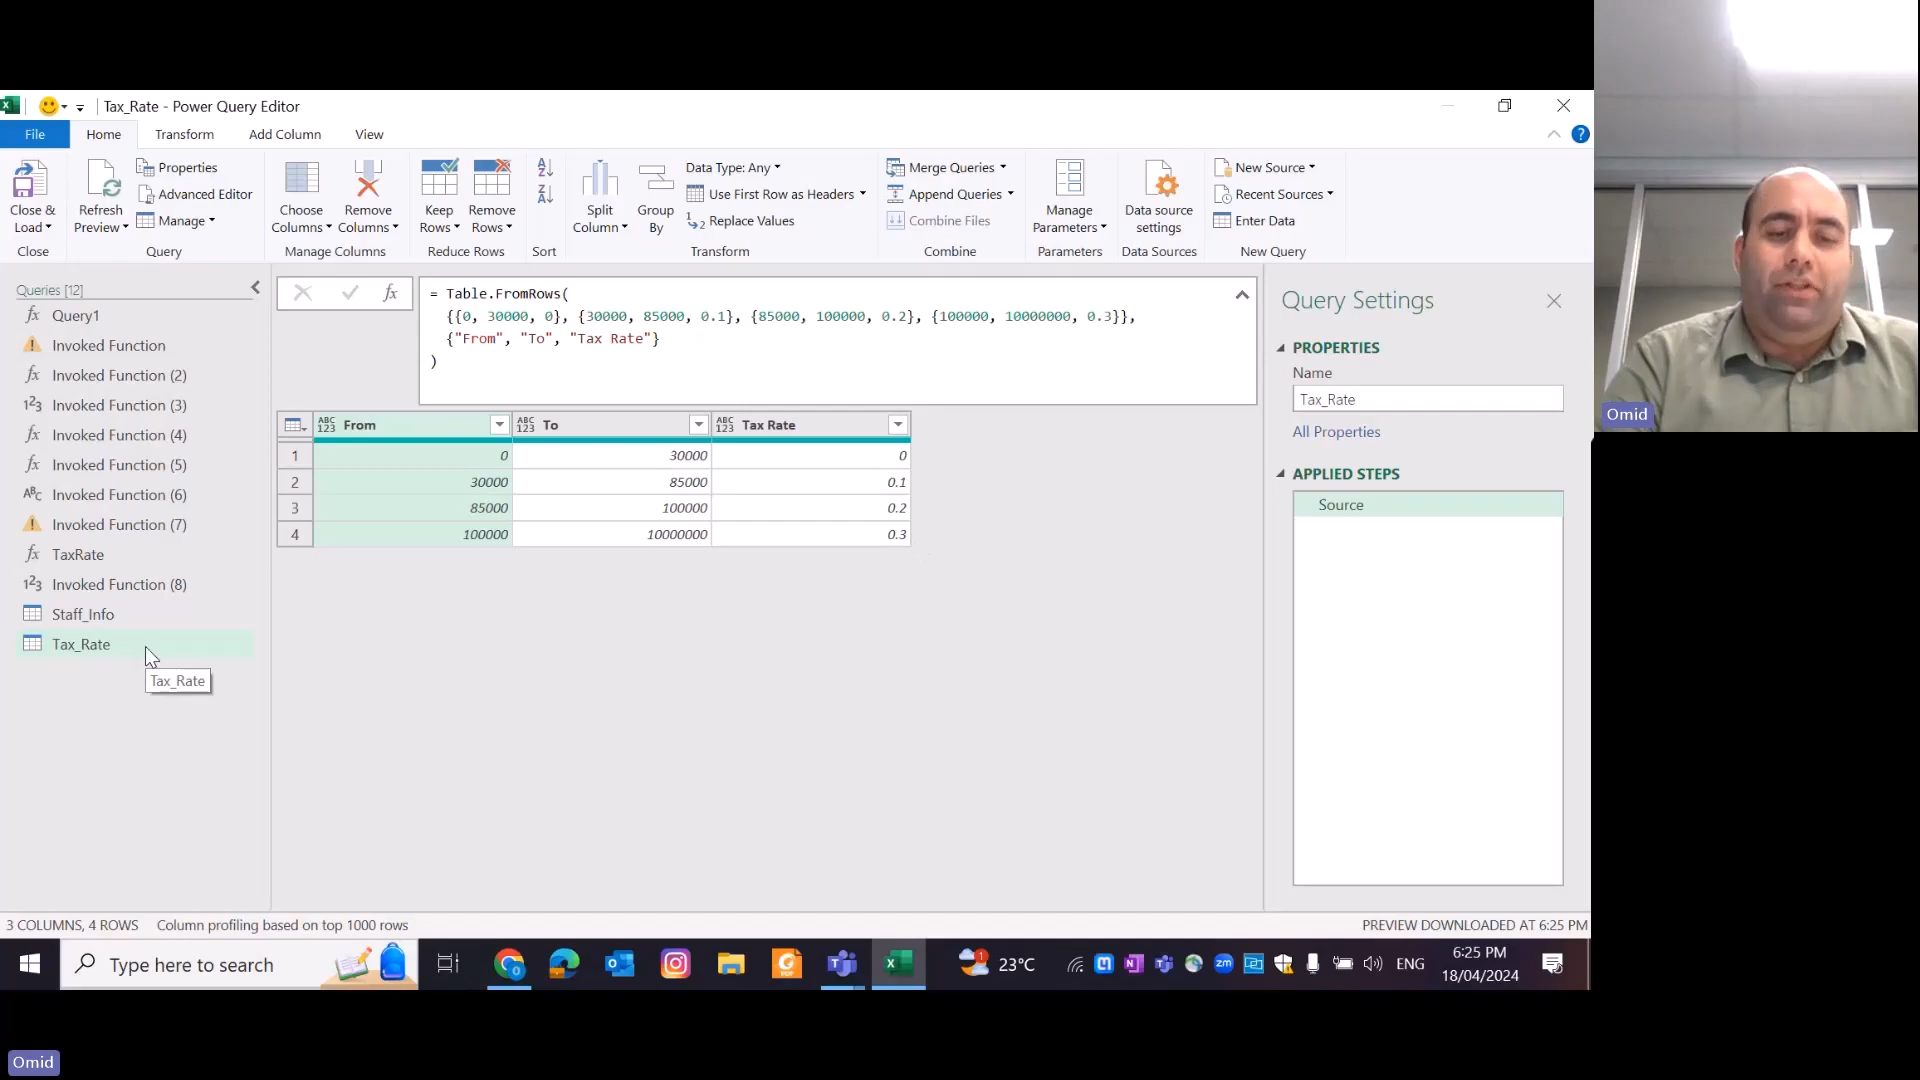 Tax_Rate - Power Query Editor
File
Home
Transform
Add Column
View
Close & Load
Close
Refresh Preview
Properties
Advanced Editor
Manage
Query
Choose Columns
Remove Columns
Manage Columns
Keep Rows
Remove Rows
Reduce Rows
Sort
Split Column
Group By
Data Type: Any
Use First Row as Headers
Replace Values
Transform
Merge Queries
Append Queries
Combine Files
Combine
Manage Parameters
Parameters
Data source settings
Data Sources
New Source
Recent Sources
Enter Data
New Query
Queries [12]
Query1
Invoked Function
Invoked Function (2)
Invoked Function (3)
Invoked Function (4)
Invoked Function (5)
Invoked Function (6)
Invoked Function (7)
TaxRate
Invoked Function (8)
Staff_Info
Tax_Rate
Tax_Rate
= Table.FromRows(
{{0, 30000, 0}, {30000, 85000, 0.1}, {85000, 100000, 0.2}, {100000, 10000000, 0.3}},
{"From", "To", "Tax Rate"}
)
ABC 123 From ABC 123 To ABC 123 Tax Rate
1 0 30000 0
2 30000 85000 0.1
3 85000 100000 0.2
4 100000 10000000 0.3
Query Settings
PROPERTIES
Name
Tax_Rate
All Properties
APPLIED STEPS
Source
Omid
3 COLUMNS, 4 ROWS Column profiling based on top 1000 rows
PREVIEW DOWNLOADED AT 6:25 PM
Type here to search
23°C
ENG
6:25 PM
18/04/2024
Omid